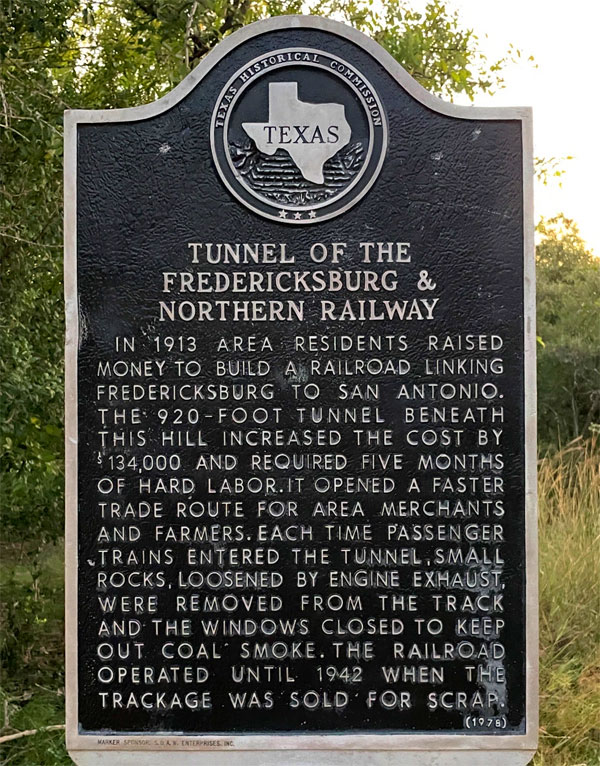 TEXAS HISTORICAL COMMISSION
TEXAS
TUNNEL OF THE
FREDERICKSBURG &
NORTHERN RAILWAY
IN 1913 AREA RESIDENTS RAISED
MONEY TO BUILD A RAILROAD LINKING
FREDERICKSBURG TO SAN ANTONIO.
THE 920-FOOT TUNNEL BENEATH
THIS HILL INCREASED THE COST BY
$134,000 AND REQUIRED FIVE MONTHS
OF HARD LABOR. IT OPENED A FASTER
TRADE ROUTE FOR AREA MERCHANTS
AND FARMERS. EACH TIME PASSENGER
TRAINS ENTERED THE TUNNEL, SMALL
ROCKS, LOOSENED BY ENGINE EXHAUST,
WERE REMOVED FROM THE TRACK
AND THE WINDOWS CLOSED TO KEEP
OUT COAL SMOKE. THE RAILROAD
OPERATED UNTIL 1942 WHEN THE
TRACKAGE WAS SOLD FOR SCRAP.
(1978)
MARKER SPONSOR: ENTERPRISES, INC.